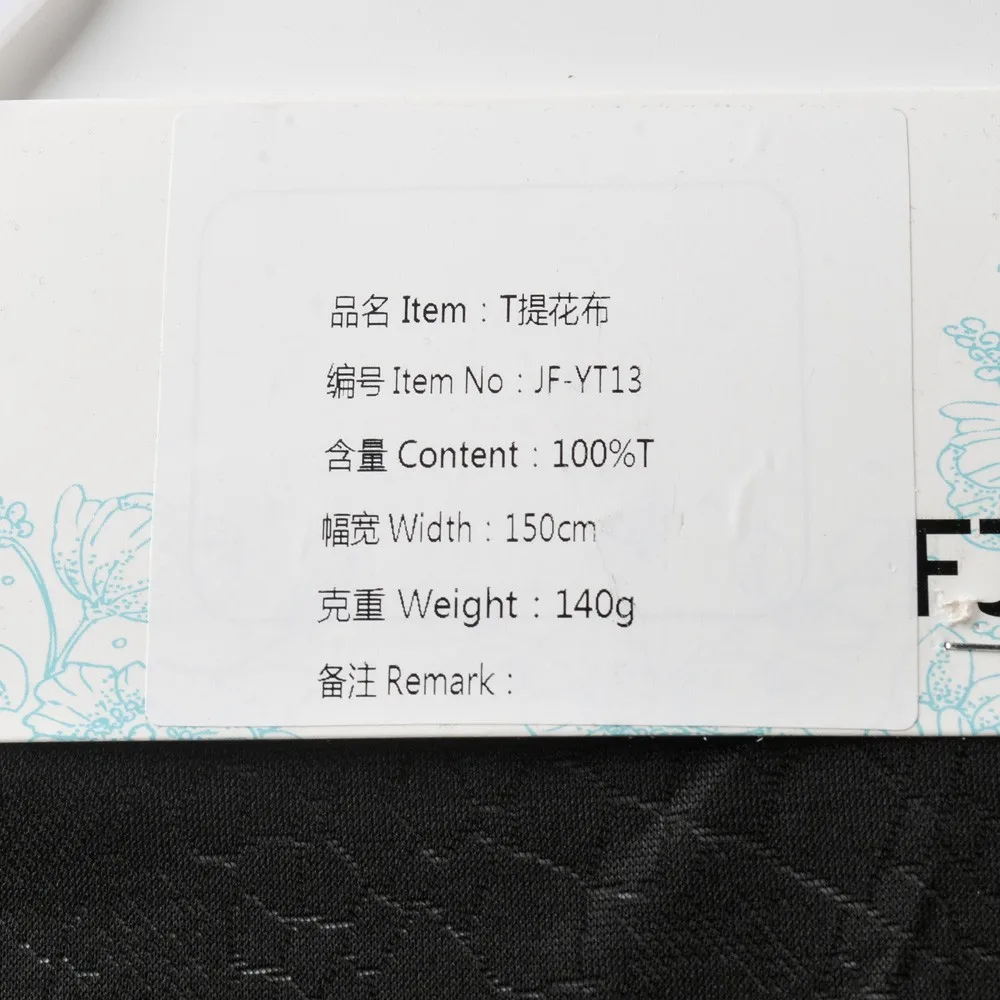 品名 Item : T提花布
编号 Item No : JF-YT13
含量 Content : 100%T
幅宽 Width : 150cm
克重 Weight : 140g
备注 Remark :